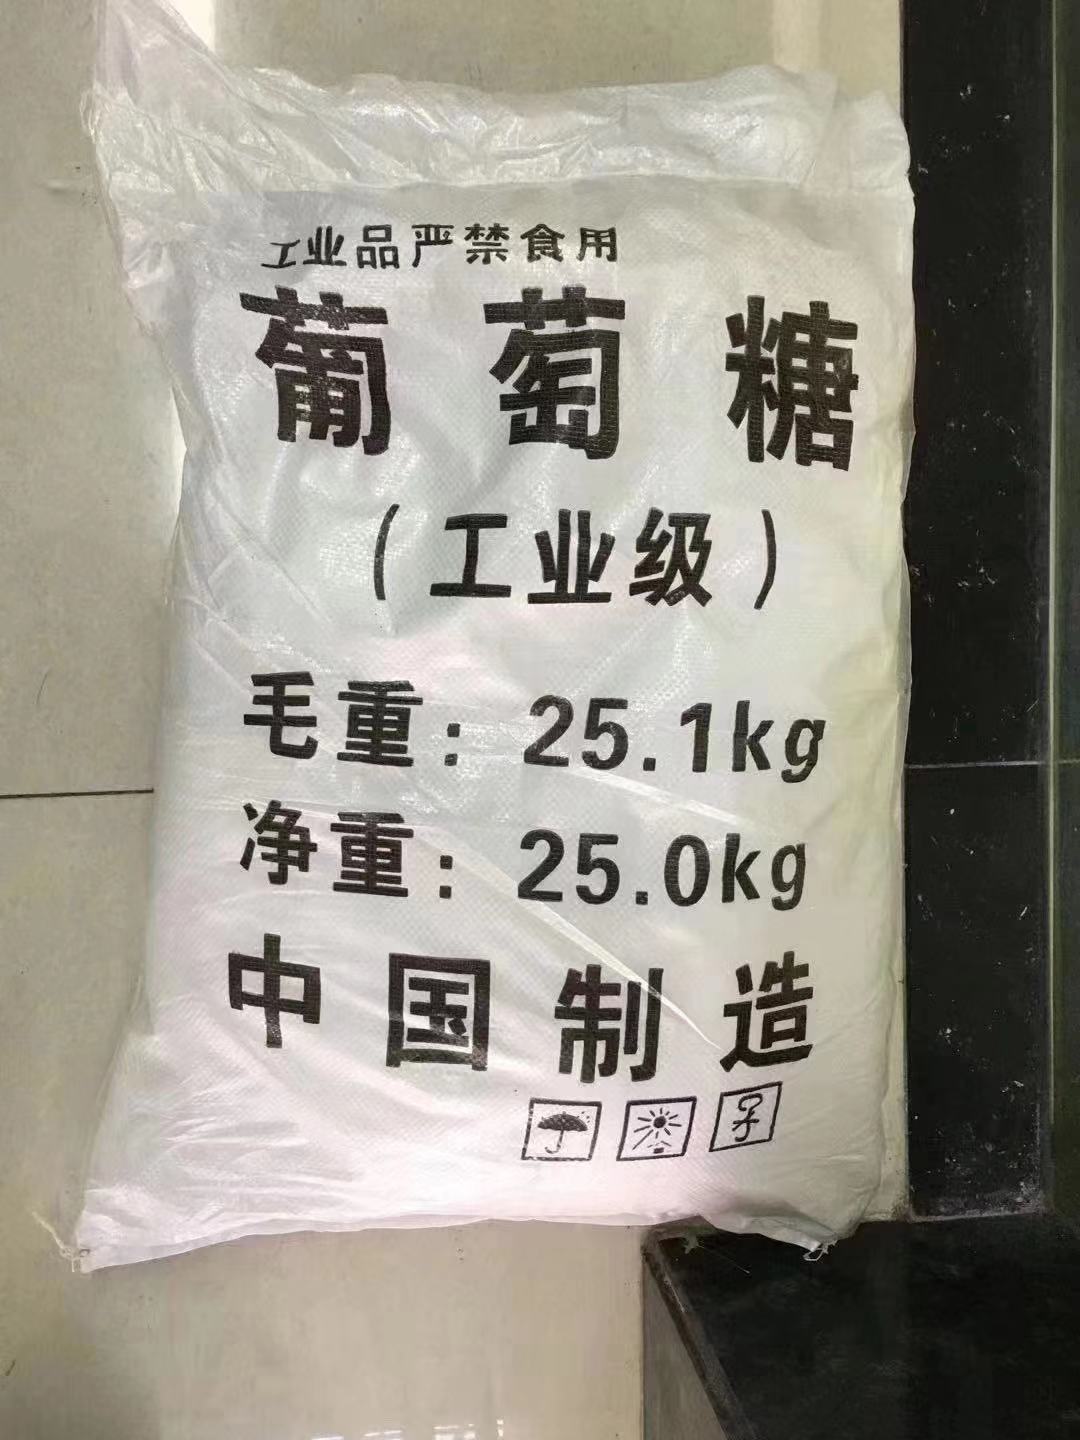 工业品严禁食用
葡萄糖
（工业级）
毛重：25.1kg
净重：25.0kg
中国制造